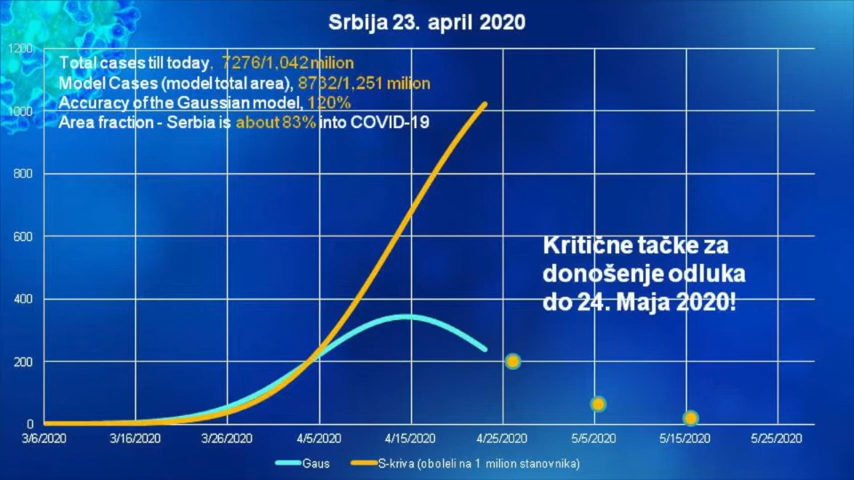 Srbija 23. april 2020
Total cases till today, 7276/1,042 milion
Model Cases (model total area), 8732/1,251 milion
Accuracy of the Gaussian model, 120%
Area fraction - Serbia is about 83% into COVID-19
Kritične tačke za
donošenje odluka
do 24. Maja 2020!
1200
1000
800
600
400
200
0
3/6/2020 3/16/2020 3/26/2020 4/5/2020 4/15/2020 4/25/2020 5/5/2020 5/15/2020 5/25/2020
Gaus S-kriva (oboleli na 1 milion stanovnika)